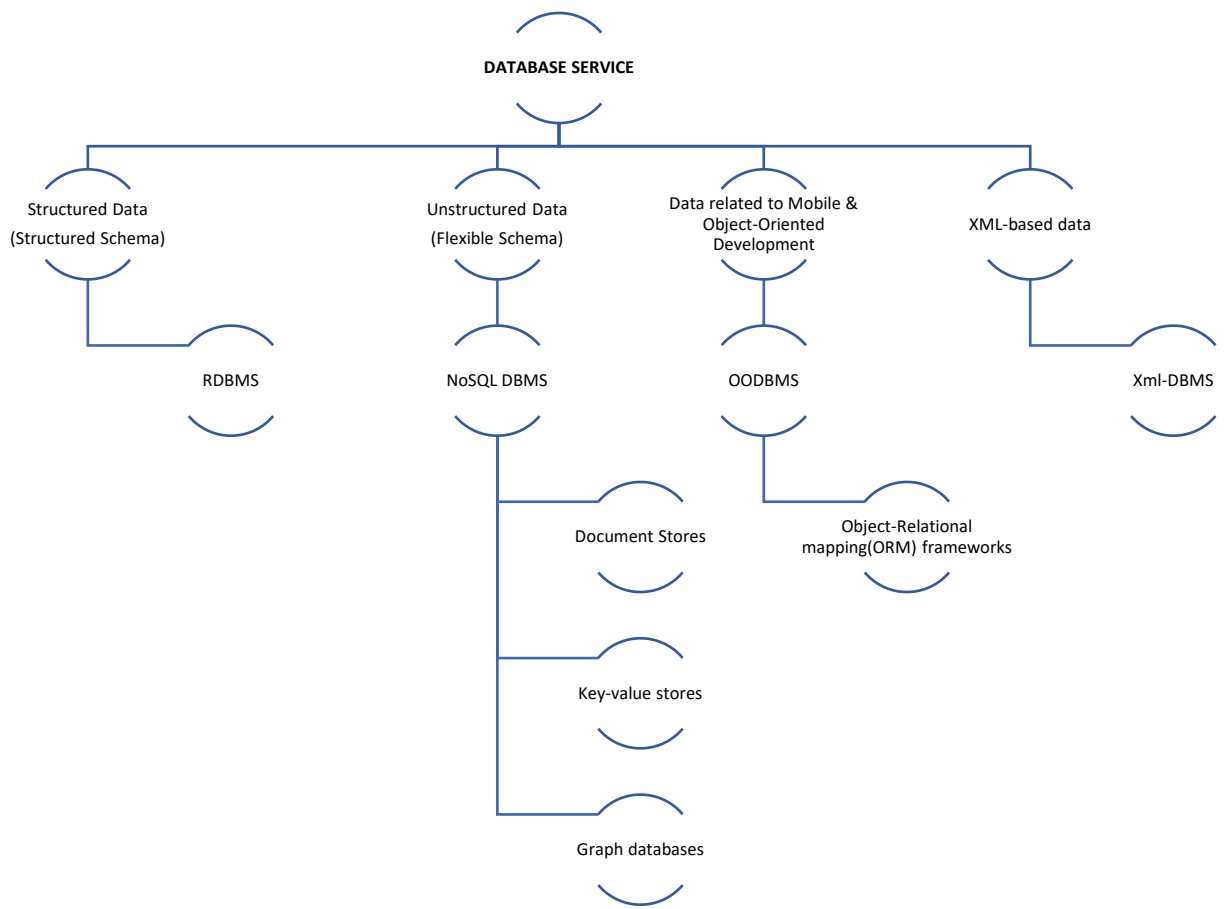 DATABASE SERVICE
Structured Data
(Structured Schema)
Unstructured Data
(Flexible Schema)
Data related to Mobile &
Object-Oriented
Development
XML-based data
RDBMS
NoSQL DBMS
OODBMS
Xml-DBMS
Document Stores
Object-Relational
mapping(ORM) frameworks
Key-value stores
Graph databases